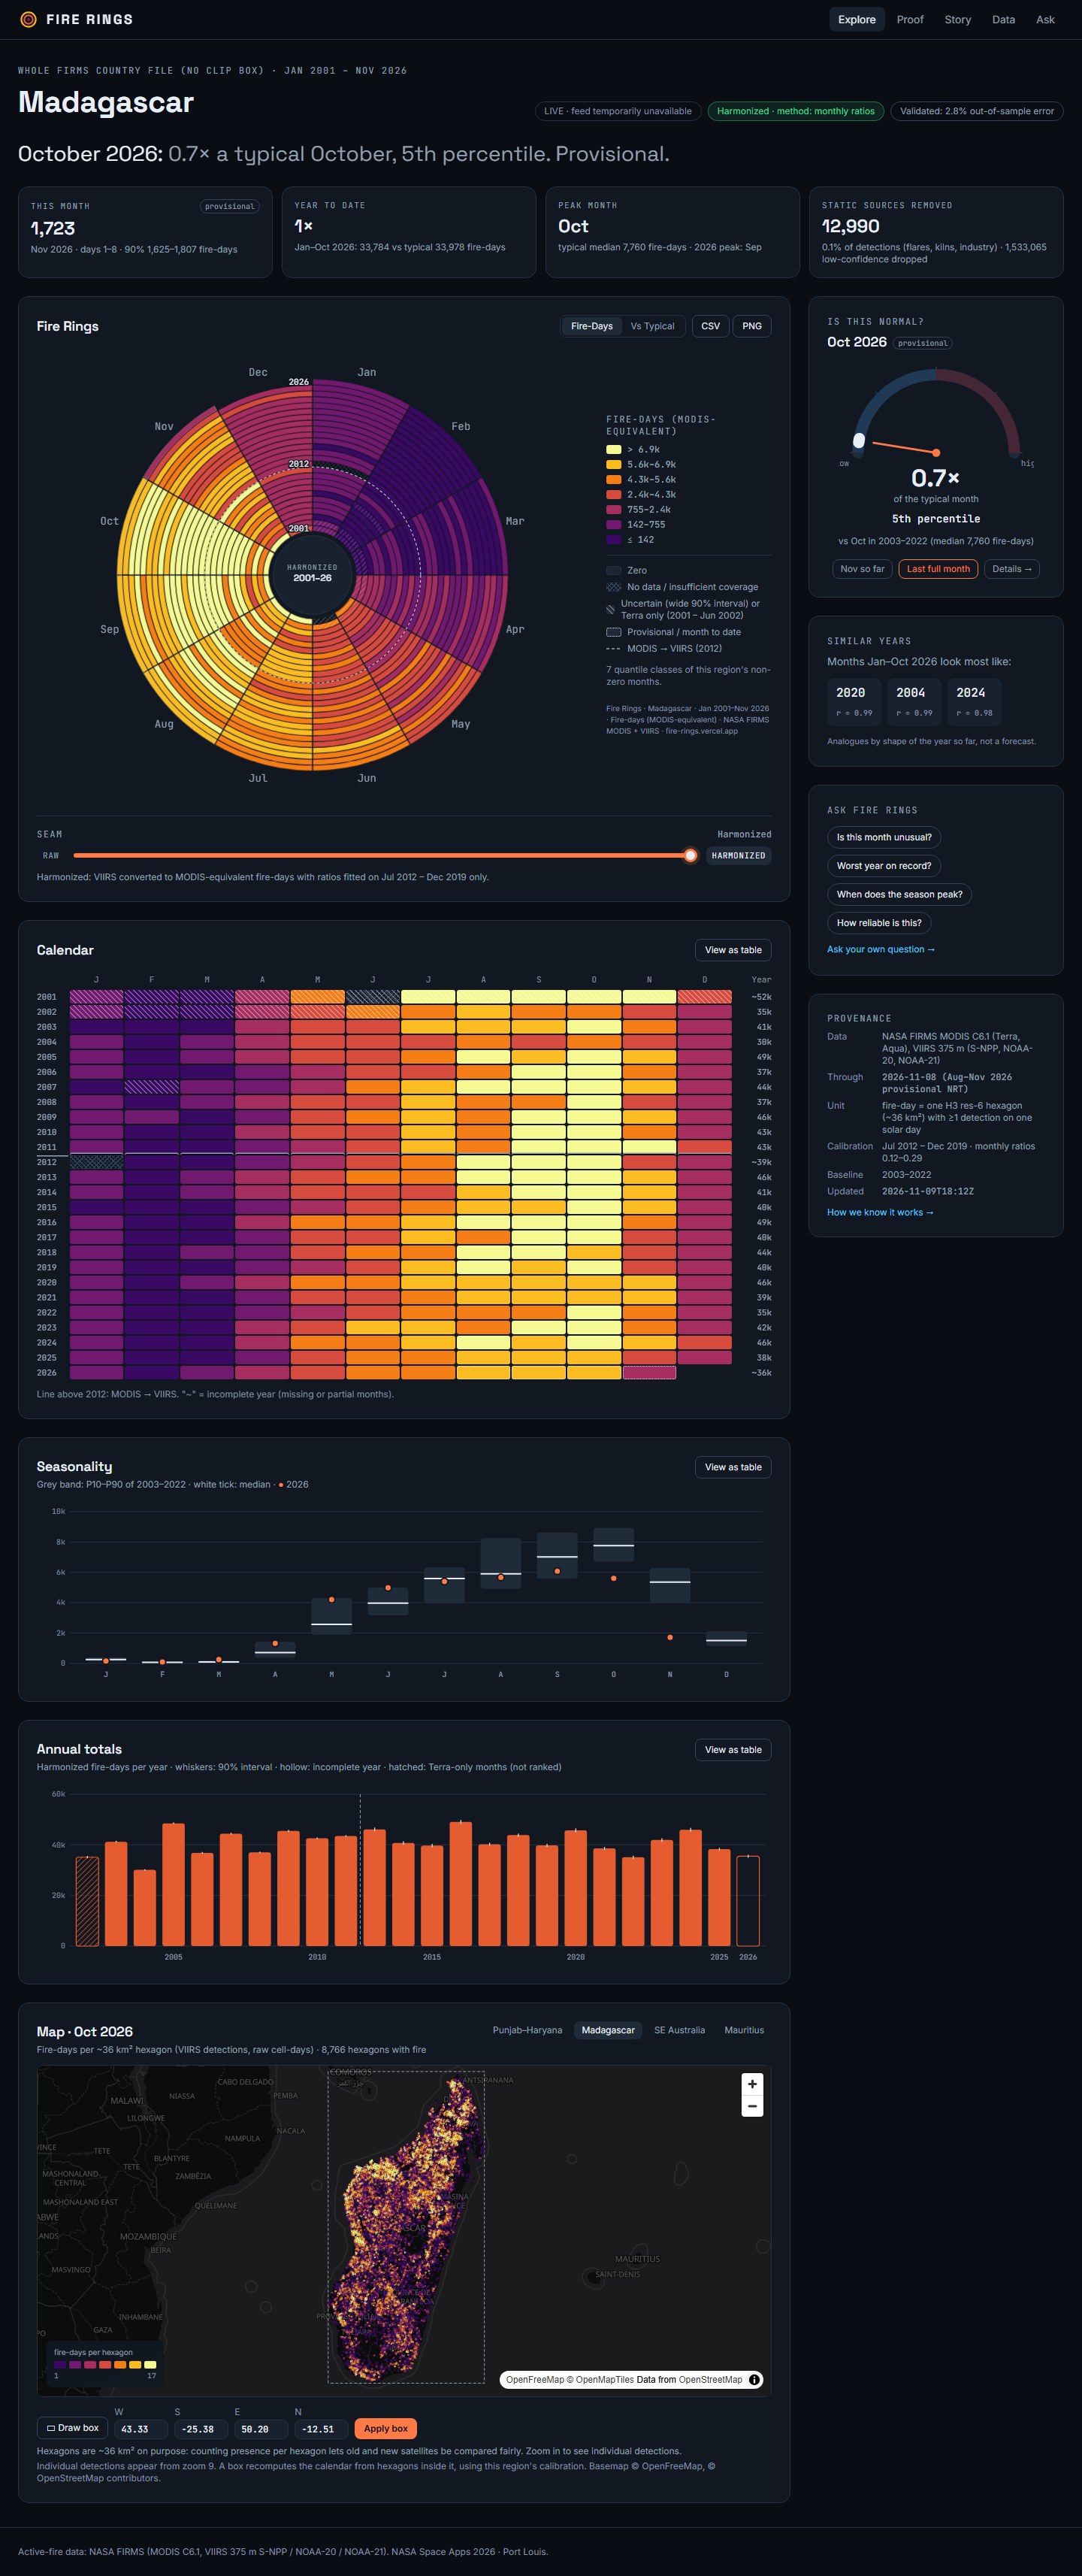 FIRE RINGS
Explore Proof Story Data Ask
WHOLE FIRMS COUNTRY FILE (NO CLIP BOX) · JAN 2001 – NOV 2026
Madagascar
LIVE · feed temporarily unavailable
Harmonized · method: monthly ratios
Validated: 2.8% out-of-sample error
October 2026: 0.7× a typical October, 5th percentile. Provisional.
THIS MONTH
provisional
1,723
Nov 2026 · days 1–8 · 90% 1,625–1,807 fire-days
YEAR TO DATE
1×
Jan–Oct 2026: 33,784 vs typical 33,978 fire-days
PEAK MONTH
Oct
typical median 7,760 fire-days · 2026 peak: Sep
STATIC SOURCES REMOVED
12,990
0.1% of detections (flares, kilns, industry) · 1,533,065
low-confidence dropped
Fire Rings
Fire-Days
Vs Typical
CSV
PNG
Dec
2026
Jan
Nov
Feb
2012
Oct
2001
Mar
HARMONIZED
2001–26
Sep
Apr
Aug
May
Jul
Jun
FIRE-DAYS (MODIS-
EQUIVALENT)
> 6.9k
5.6k–6.9k
4.3k–5.6k
2.4k–4.3k
755–2.4k
142–755
≤ 142
Zero
No data / insufficient coverage
Uncertain (wide 90% interval) or
Terra only (2001 – Jun 2002)
Provisional / month to date
MODIS → VIIRS (2012)
7 quantile classes of this region's non-
zero months.
Fire Rings · Madagascar · Jan 2001–Nov 2026
· Fire-days (MODIS-equivalent) · NASA FIRMS
MODIS + VIIRS · fire-rings.vercel.app
SEAM
Harmonized
RAW
HARMONIZED
Harmonized: VIIRS converted to MODIS-equivalent fire-days with ratios fitted on Jul 2012 – Dec 2019 only.
IS THIS NORMAL?
Oct 2026 provisional
0.7×
of the typical month
5th percentile
vs Oct in 2003–2022 (median 7,760 fire-days)
Nov so far
Last full month
Details →
SIMILAR YEARS
Months Jan–Oct 2026 look most like:
2020 2004 2024
r = 0.99 r = 0.99 r = 0.98
Analogues by shape of the year so far, not a forecast.
ASK FIRE RINGS
Is this month unusual?
Worst year on record?
When does the season peak?
How reliable is this?
Ask your own question →
PROVENANCE
Data NASA FIRMS MODIS C6.1 (Terra,
Aqua), VIIRS 375 m (S-NPP, NOAA-
20, NOAA-21)
Through 2026-11-08 (Aug–Nov 2026
provisional NRT)
Unit fire-day = one H3 res-6 hexagon
(~36 km²) with ≥1 detection on one
solar day
Calibration Jul 2012 – Dec 2019 · monthly ratios
0.12–0.29
Baseline 2003–2022
Updated 2026-11-09T18:12Z
How we know it works →
Calendar
View as table
J F M A M J J A S O N D Year
2001 ~52k
2002 35k
2003 41k
2004 30k
2005 49k
2006 37k
2007 44k
2008 37k
2009 46k
2010 43k
2011 43k
2012 ~39k
2013 46k
2014 41k
2015 40k
2016 49k
2017 40k
2018 44k
2019 40k
2020 46k
2021 39k
2022 35k
2023 42k
2024 46k
2025 38k
2026 ~36k
Line above 2012: MODIS → VIIRS. "~" = incomplete year (missing or partial months).
Seasonality
View as table
Grey band: P10–P90 of 2003–2022 · white tick: median · ● 2026
10k
8k
6k
4k
2k
0
J F M A M J J A S O N D
Annual totals
View as table
Harmonized fire-days per year · whiskers: 90% interval · hollow: incomplete year · hatched: Terra-only months (not ranked)
60k
40k
20k
0
2005 2010 2015 2020 2025 2026
Map · Oct 2026
Punjab–Haryana Madagascar SE Australia Mauritius
Fire-days per ~36 km² hexagon (VIIRS detections, raw cell-days) · 8,766 hexagons with fire
COMOROS
CABO DELGADO
MALAWI
NIASSA
PEMBA
LILONGWE
NACALA
NAMPULA
TETE
BLANTYRE
TETE
ZAMBÉZIA
MASHONALAND
CENTRAL
MASHONALAND EAST
QUELIMANE
MOZAMBIQUE
BEIRA
MASVINGO
MAURITIUS
SAINT-DENIS
INHAMBANE
GAZA
+
−
fire-days per hexagon
1 17
OpenFreeMap © OpenMapTiles Data from OpenStreetMap
W S E N
Draw box 43.33 -25.38 50.20 -12.51 Apply box
Hexagons are ~36 km² on purpose: counting presence per hexagon lets old and new satellites be compared fairly. Zoom in to see individual detections.
Individual detections appear from zoom 9. A box recomputes the calendar from hexagons inside it, using this region's calibration. Basemap © OpenFreeMap, ©
OpenStreetMap contributors.
Active-fire data: NASA FIRMS (MODIS C6.1, VIIRS 375 m S-NPP / NOAA-20 / NOAA-21). NASA Space Apps 2026 · Port Louis.